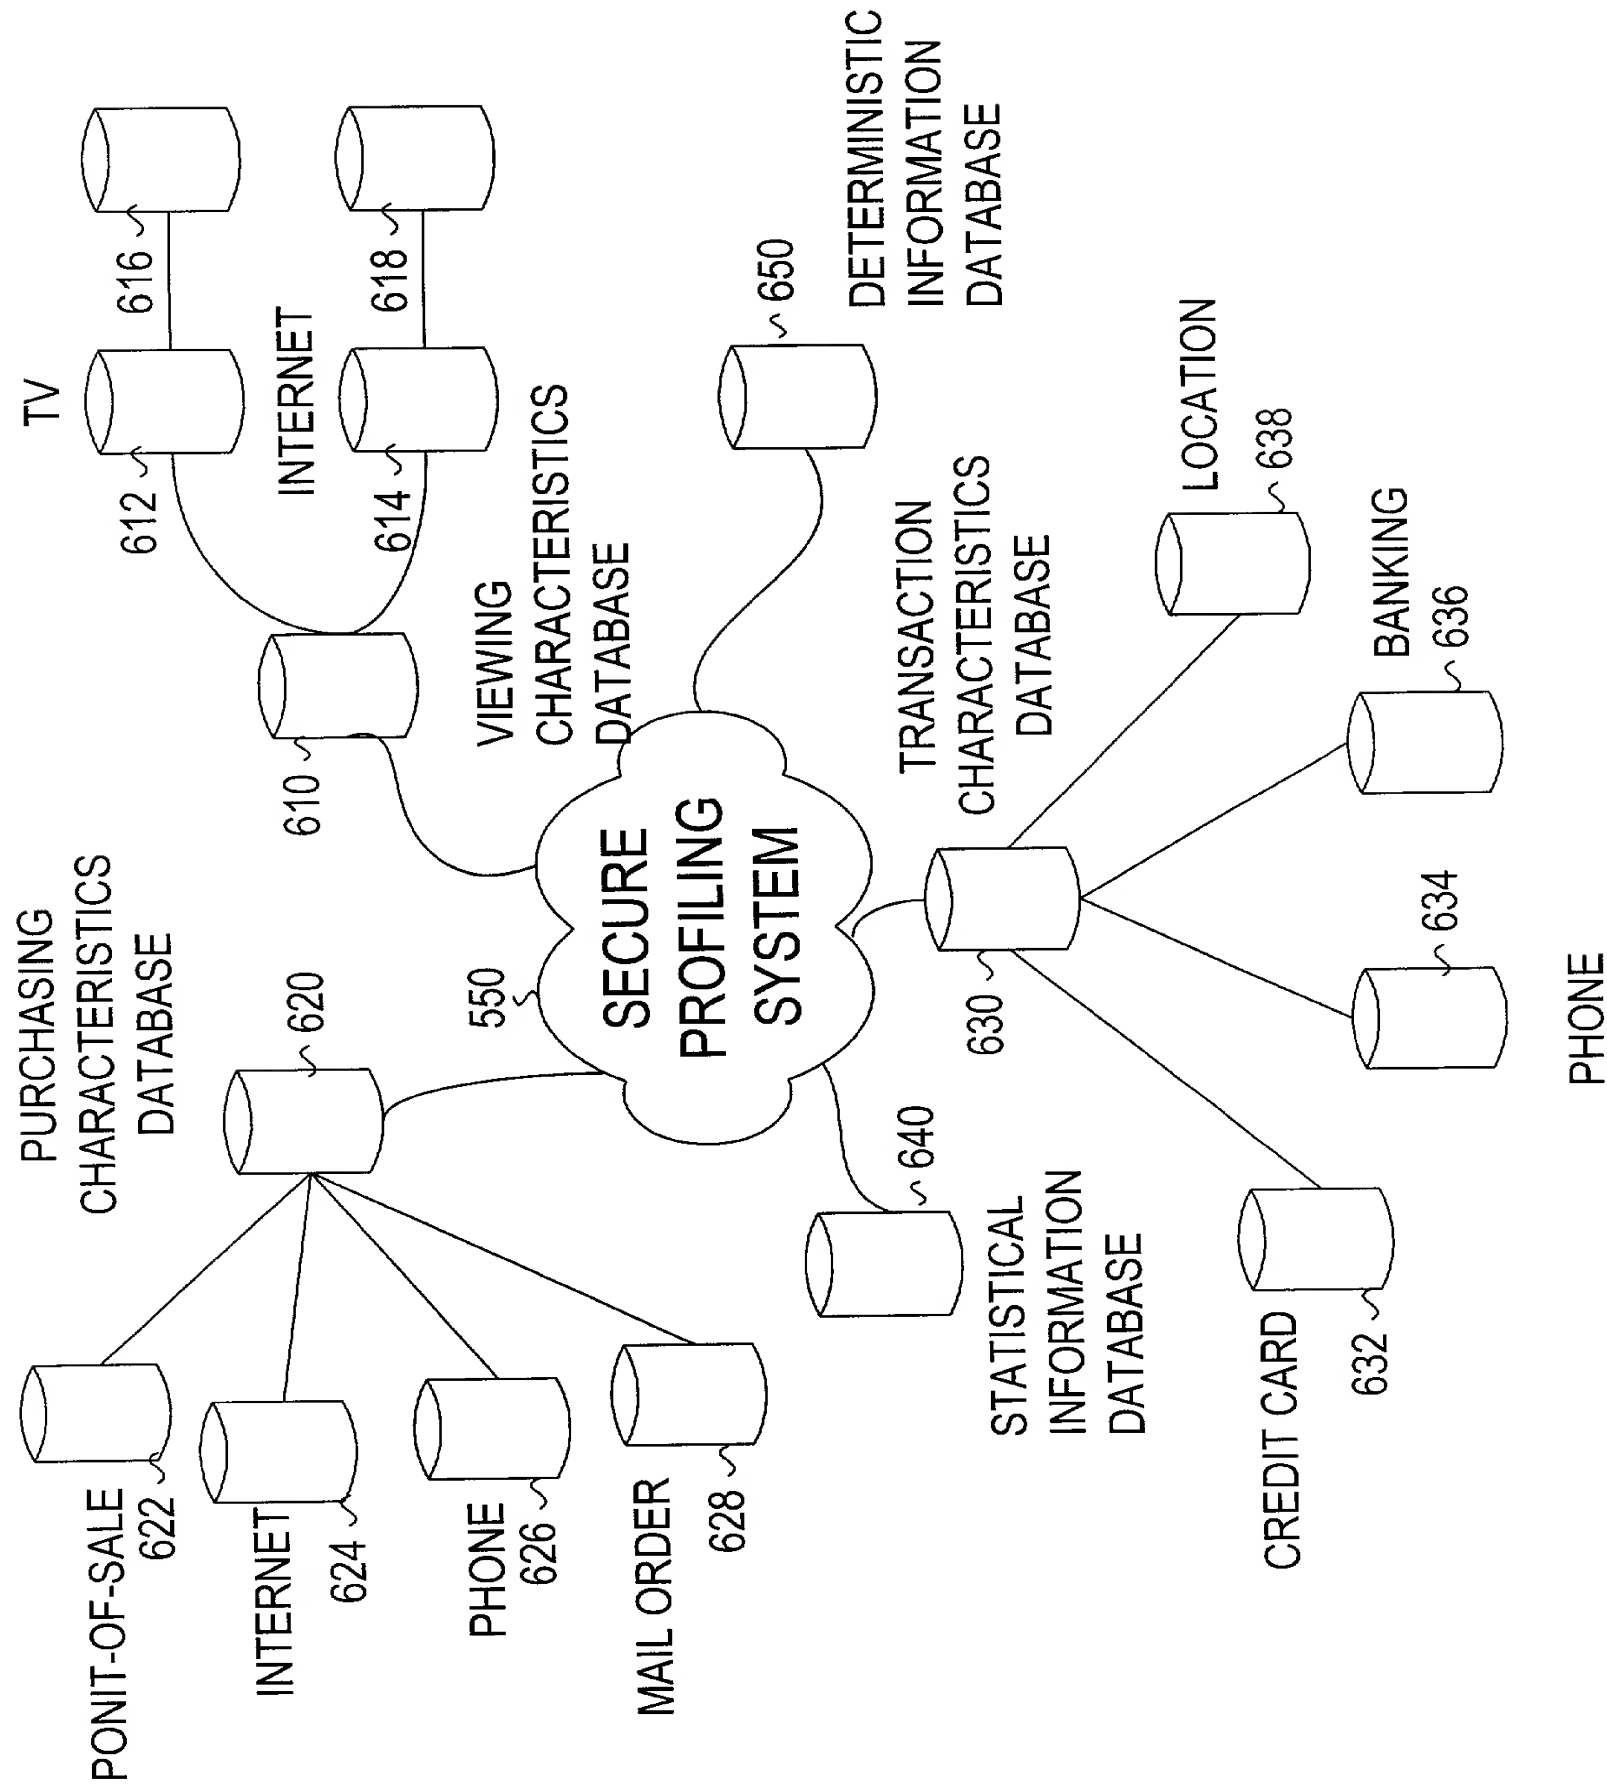 PURCHASING
CHARACTERISTICS
DATABASE
620
PONIT-OF-SALE
622
INTERNET
624
PHONE
626
MAIL ORDER
628
TV
612
616
INTERNET
614
618
610
VIEWING
CHARACTERISTICS
DATABASE
550
SECURE
PROFILING
SYSTEM
650
DETERMINISTIC
INFORMATION
DATABASE
640
STATISTICAL
INFORMATION
DATABASE
630
TRANSACTION
CHARACTERISTICS
DATABASE
CREDIT CARD
632
634
PHONE
BANKING
636
LOCATION
638